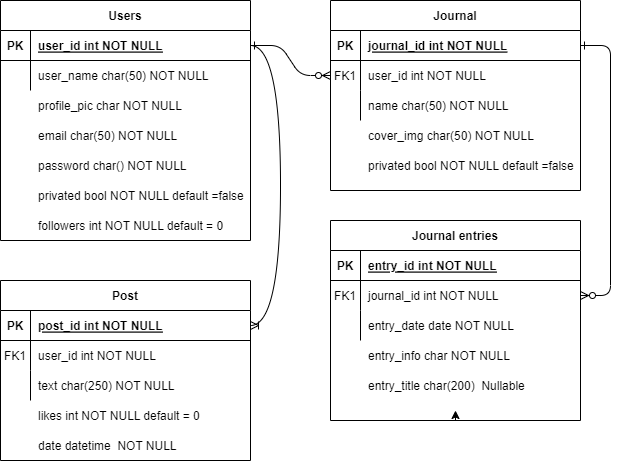 Users
PK user_id int NOT NULL
user_name char(50) NOT NULL
profile_pic char NOT NULL
email char(50) NOT NULL
password char() NOT NULL
privated bool NOT NULL default =false
followers int NOT NULL default = 0
Journal
PK journal_id int NOT NULL
FK1 user_id int NOT NULL
name char(50) NOT NULL
cover_img char(50) NOT NULL
privated bool NOT NULL default =false
Post
PK post_id int NOT NULL
FK1 user_id int NOT NULL
text char(250) NOT NULL
likes int NOT NULL default = 0
date datetime  NOT NULL
Journal entries
PK entry_id int NOT NULL
FK1 journal_id int NOT NULL
entry_date date NOT NULL
entry_info char NOT NULL
entry_title char(200)  Nullable